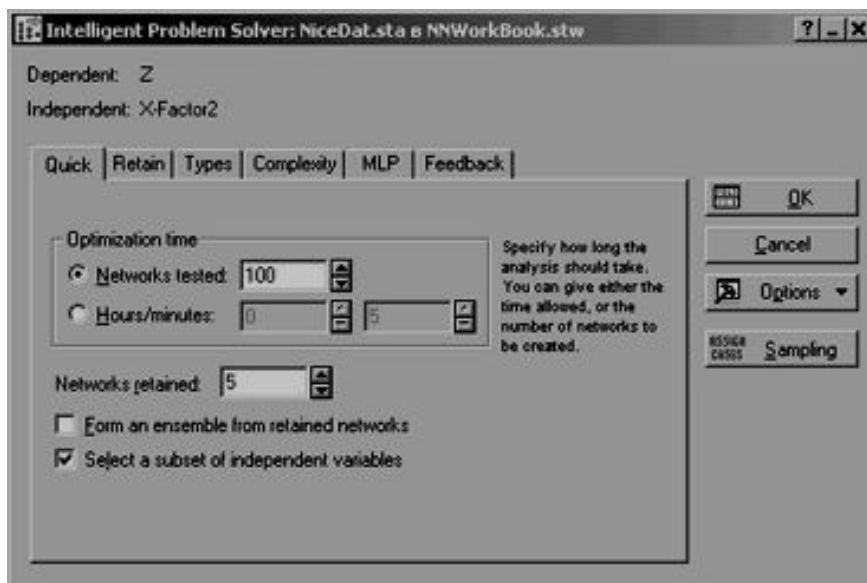 Intelligent Problem Solver: NiceDat.sta в NNWorkBook.stw
Dependent: Z
Independent: X-Factor2
Quick Retain Types Complexity MLP Feedback
Optimization time
Networks tested: 100
Hours/minutes: 0 5
Specify how long the
analysis should take.
You can give either the
time allowed, or the
number of networks to
be created.
Networks retained: 5
Form an ensemble from retained networks
Select a subset of independent variables
OK
Cancel
Options
ASSIGN
CASES
Sampling